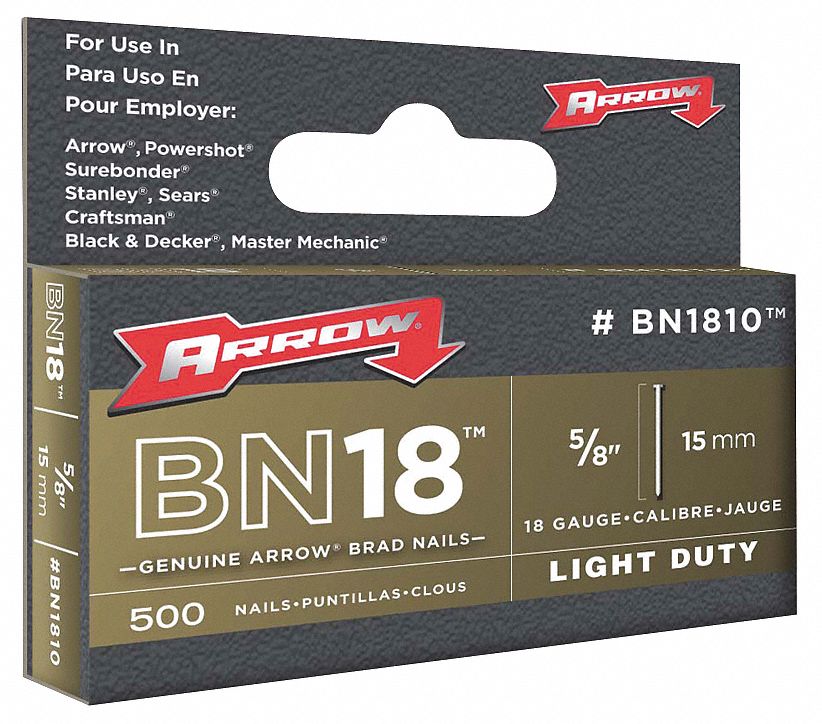 For Use In
Para Uso En
Pour Employer:
Arrow®, Powershot®
Surebonder®
Stanley®, Sears®
Craftsman®
Black & Decker®, Master Mechanic®
ARROW
ARROW®
# BN1810™
BN18™
—GENUINE ARROW® BRAD NAILS—
500 NAILS•PUNTILLAS•CLOUS
5/8" 15 mm
18 GAUGE•CALIBRE•JAUGE
LIGHT DUTY
BN18™
5/8"
15 mm
#BN1810